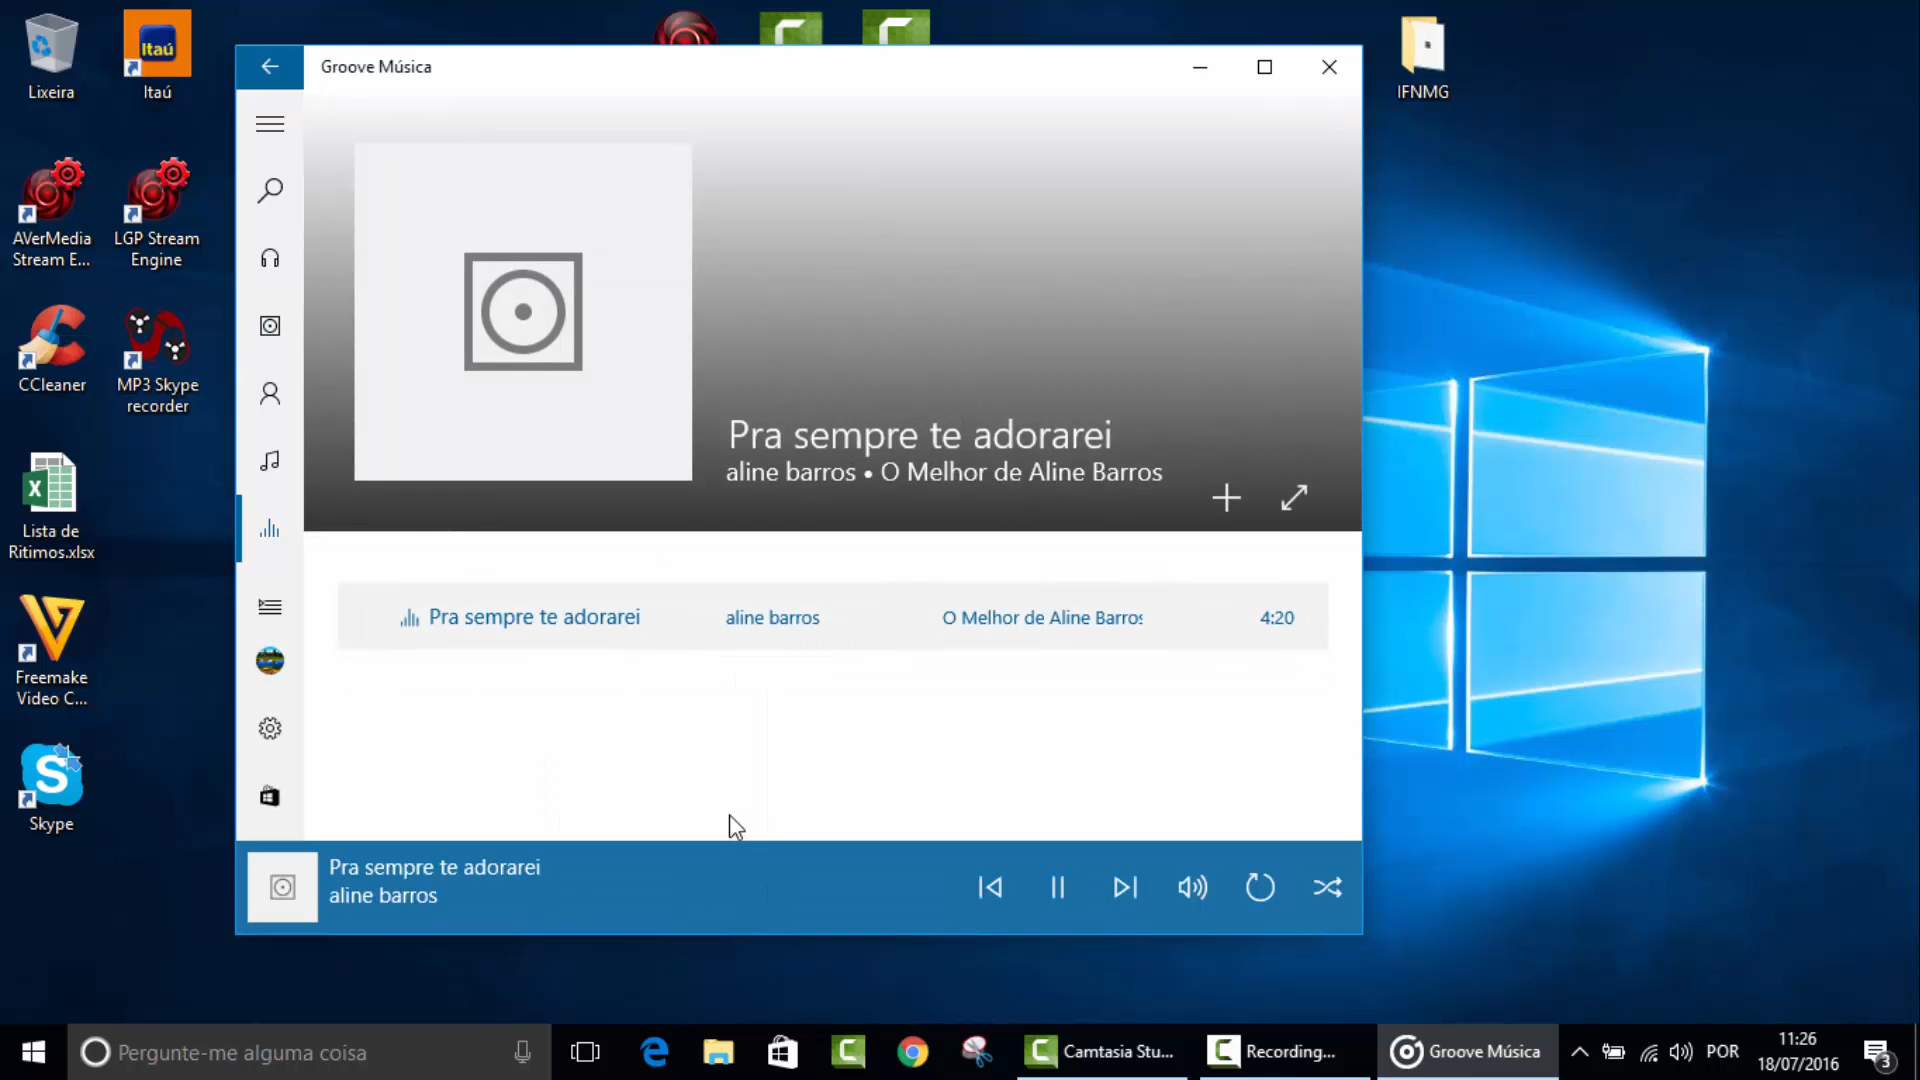 Lixeira
Itaú
Itaú
AVerMedia
Stream E...
LGP Stream
Engine
CCleaner
MP3 Skype
recorder
Lista de
Ritimos.xlsx
Freemake
Video C...
Skype
IFNMG
Groove Música
Pra sempre te adorarei
aline barros • O Melhor de Aline Barros
Pra sempre te adorarei aline barros O Melhor de Aline Barros 4:20
Pra sempre te adorarei
aline barros
Pergunte-me alguma coisa
Camtasia Stu...
Recording...
Groove Música
POR
11:26
18/07/2016
3